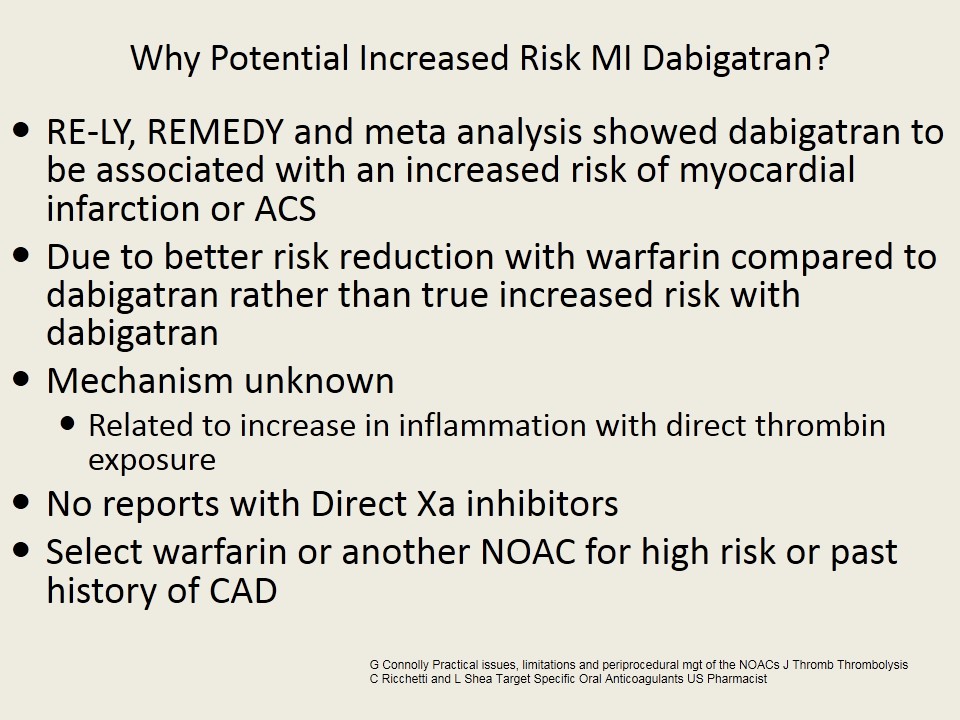 Why Potential Increased Risk MI Dabigatran?
• RE-LY, REMEDY and meta analysis showed dabigatran to
be associated with an increased risk of myocardial
infarction or ACS
• Due to better risk reduction with warfarin compared to
dabigatran rather than true increased risk with
dabigatran
• Mechanism unknown
• Related to increase in inflammation with direct thrombin
exposure
• No reports with Direct Xa inhibitors
• Select warfarin or another NOAC for high risk or past
history of CAD
G Connolly Practical issues, limitations and periprocedural mgt of the NOACs J Thromb Thrombolysis
C Ricchetti and L Shea Target Specific Oral Anticoagulants US Pharmacist